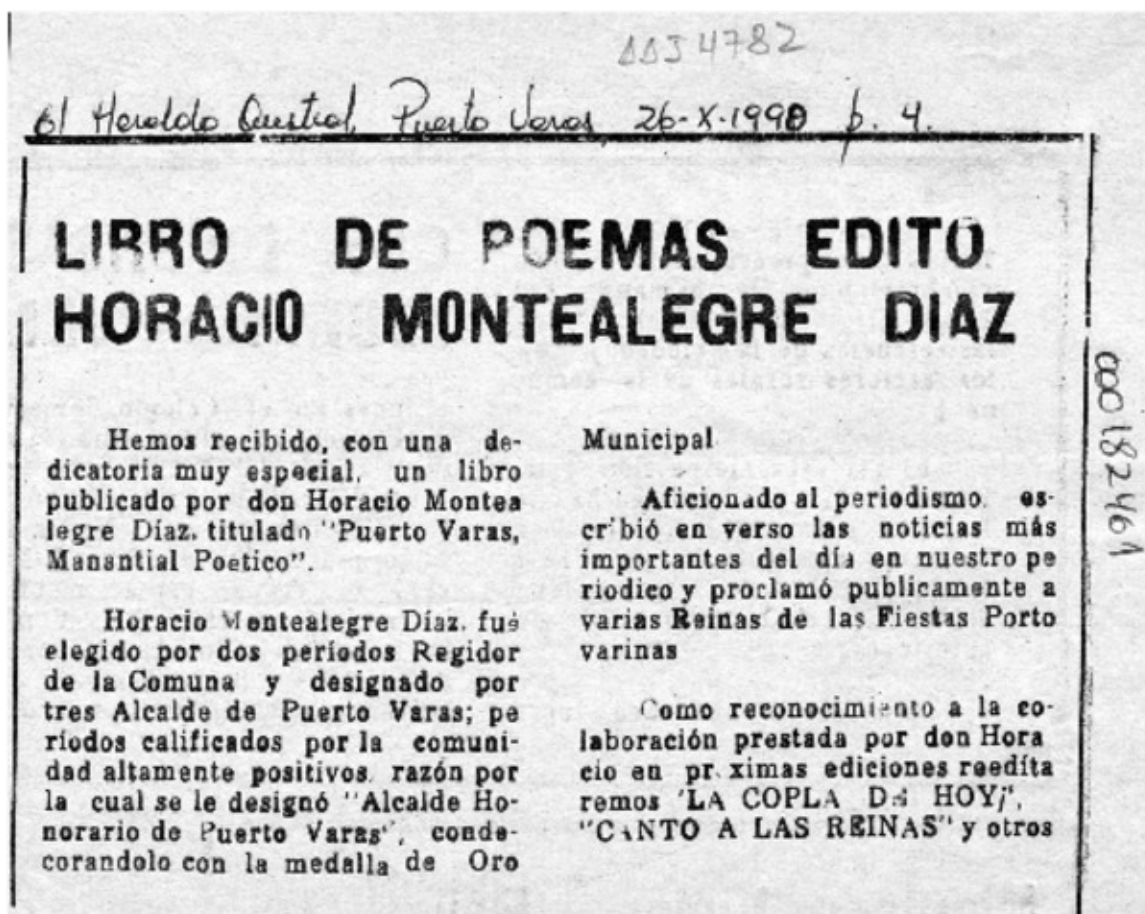 AAJ 4782
El Heraldo Austral, Puerto Varas, 26-X-1990 p. 4.
LIBRO DE POEMAS EDITO
HORACIO MONTEALEGRE DIAZ
Hemos recibido, con una de-
dicatoria muy especial, un libro
publicado por don Horacio Montea
legre Díaz, titulado "Puerto Varas,
Manantial Poetico".
Horacio Montealegre Díaz, fué
elegido por dos períodos Regidor
de la Comuna y designado por
tres Alcalde de Puerto Varas; pe
ríodos calificados por la comuni-
dad altamente positivos, razón por
la cual se le designó "Alcalde Ho-
norario de Puerto Varas", conde-
corandolo con la medalla de Oro
Municipal
Aficionado al periodismo, es-
cribió en verso las noticias más
importantes del día en nuestro pe
riodico y proclamó publicamente a
varias Reinas de las Fiestas Porto
varinas
Como reconocimiento a la co-
laboración prestada por don Hora
cio en pr ximas ediciones reedíta
remos "LA COPLA DE HOY",
"CANTO A LAS REINAS" y otros
000182461